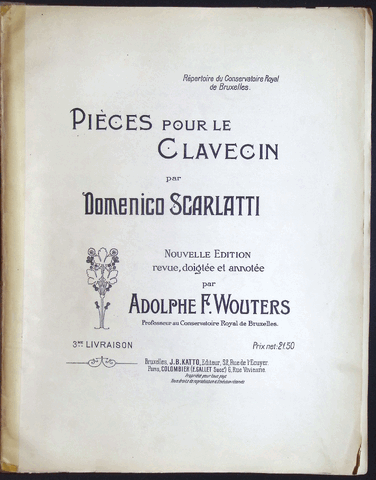 Répertoire du Conservatoire Royal
de Bruxelles.
PIÈCES POUR LE
CLAVECIN
par
Domenico SCARLATTI
NOUVELLE EDITION
revue, doigtée et annotée
par
ADOLPHE F. WOUTERS
Professeur au Conservatoire Royal de Bruxelles.
3me LIVRAISON
Prix net: 2f.50
Bruxelles, J. B. KATTO, Editeur, 52, Rue de l'Ecuyer.
Paris, COLOMBIER (E. GALLET Succr) 6, Rue Vivienne.
Propriété pour tous pays
Tous droits de reproduction et d'exécution réservés